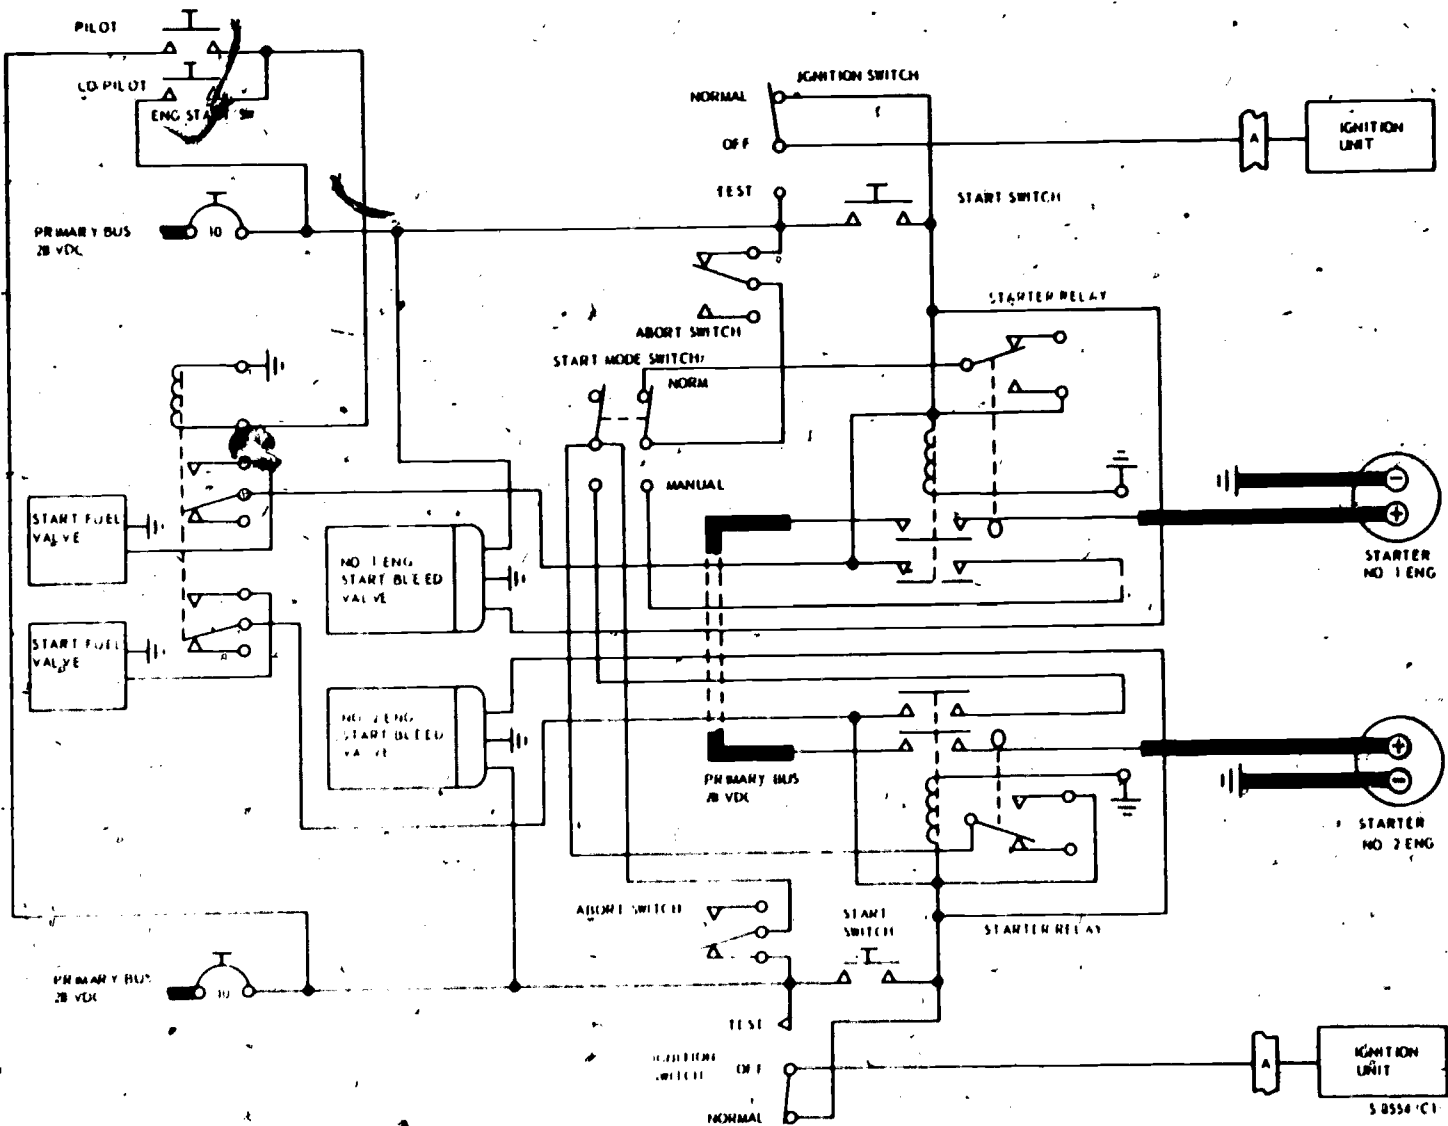 PILOT
CO-PILOT
ENG START SW
PRIMARY BUS
28 VDC
10
NORMAL
IGNITION SWITCH
OFF
TEST
START SWITCH
A
IGNITION
UNIT
ABORT SWITCH
START MODE SWITCH
NORM
MANUAL
STARTER RELAY
START FUEL
VALVE
START FUEL
VALVE
NO 1 ENG
START BLEED
VALVE
NO 2 ENG
START BLEED
VALVE
STARTER
NO 1 ENG
PRIMARY BUS
28 VDC
STARTER
NO 2 ENG
ABORT SWITCH
START
SWITCH
STARTER RELAY
PRIMARY BUS
28 VDC
10
TEST
IGNITION
SWITCH
OFF
NORMAL
A
IGNITION
UNIT